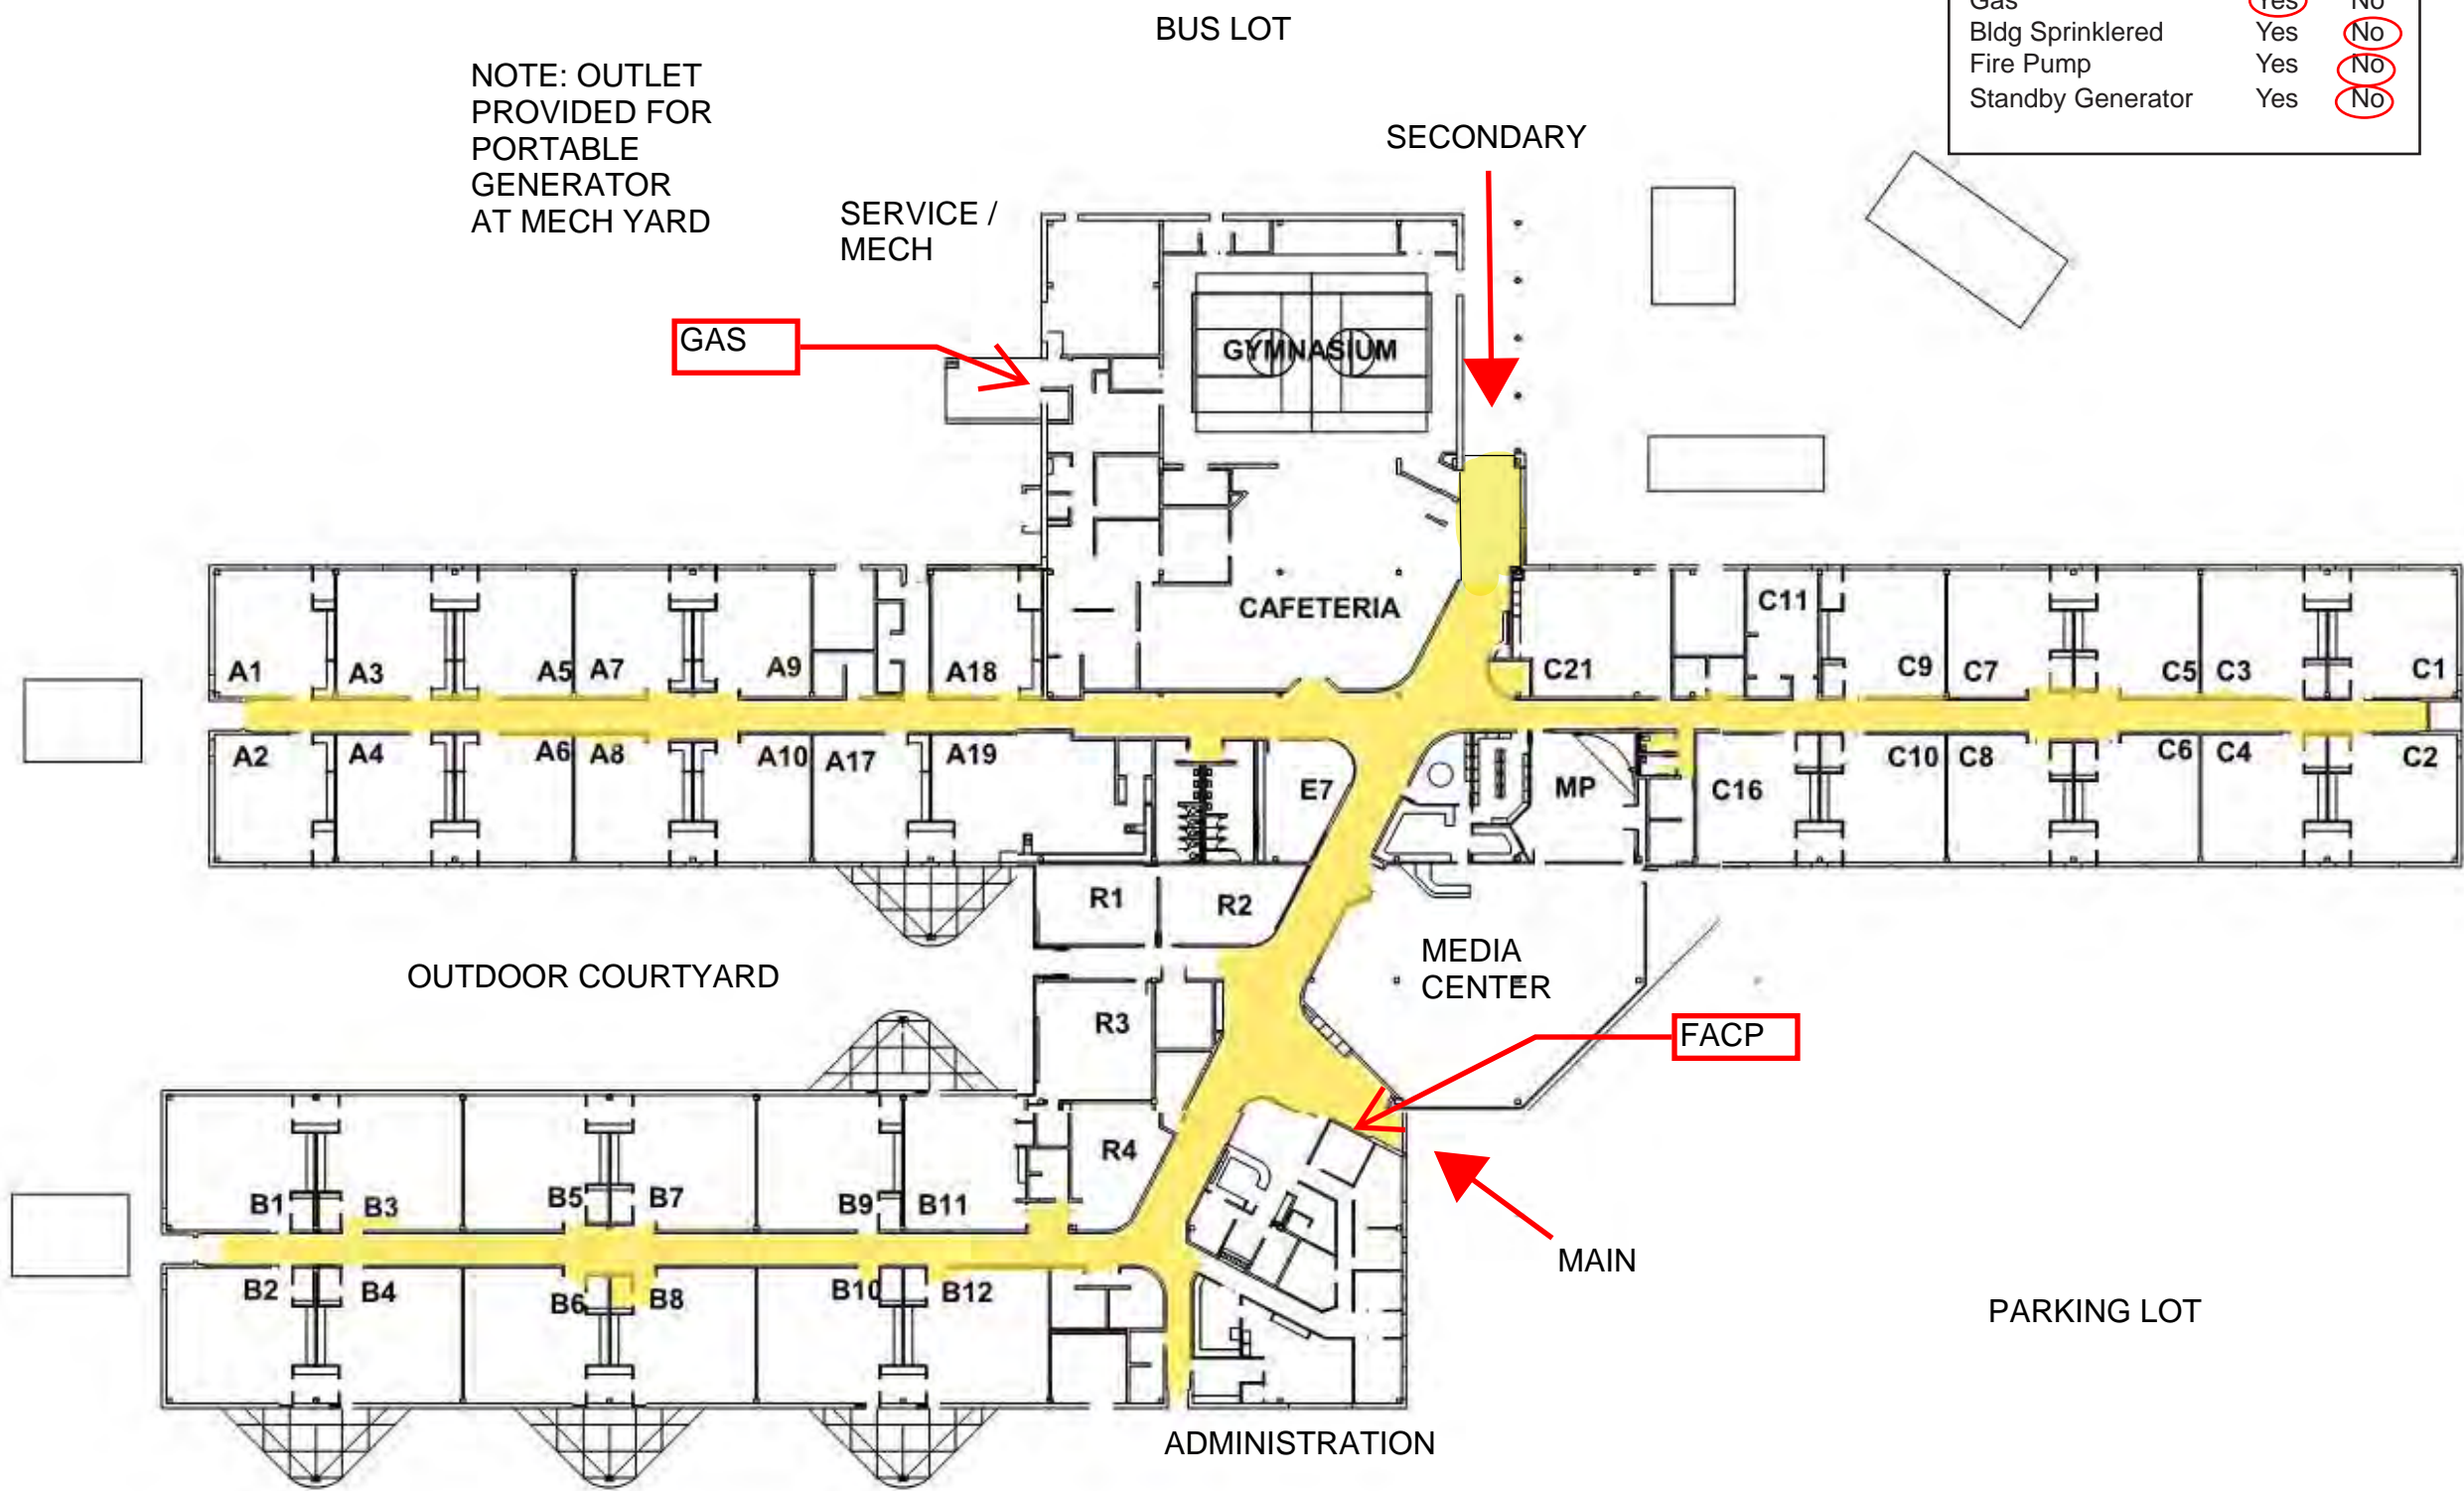 Gas Yes No
BUS LOT
Bldg Sprinklered Yes No
Fire Pump Yes No
Standby Generator Yes No
NOTE: OUTLET
PROVIDED FOR
PORTABLE
GENERATOR
AT MECH YARD
SECONDARY
SERVICE /
MECH
GAS
GYMNASIUM
CAFETERIA
C11
A1 A3 A5 A7 A9 A18 C21 C9 C7 C5 C3 C1
A2 A4 A6 A8 A10 A17 A19 E7 MP C16 C10 C8 C6 C4 C2
R1 R2
OUTDOOR COURTYARD
MEDIA
CENTER
R3
FACP
R4
B1 B3 B5 B7 B9 B11
MAIN
B2 B4 B6 B8 B10 B12
PARKING LOT
ADMINISTRATION